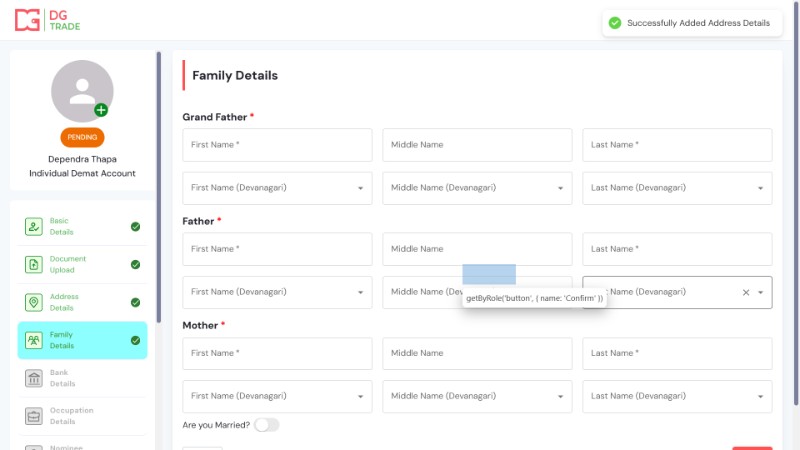 DG
TRADE
Successfully Added Address Details
PENDING
Dependra Thapa
Individual Demat Account
Basic
Details
Document
Upload
Address
Details
Family
Details
Bank
Details
Occupation
Details
Nominee
Family Details
Grand Father *
First Name * Middle Name Last Name *
First Name (Devanagari) Middle Name (Devanagari) Last Name (Devanagari)
Father *
First Name * Middle Name Last Name *
First Name (Devanagari) Middle Name (Dev Name (Devanagari)
getByRole('button', { name: 'Confirm' })
Mother *
First Name * Middle Name Last Name *
First Name (Devanagari) Middle Name (Devanagari) Last Name (Devanagari)
Are you Married?